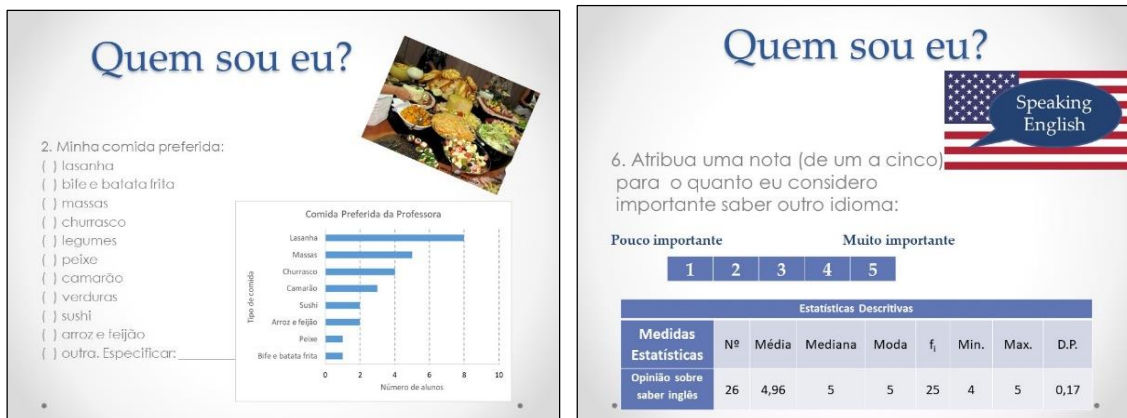 Quem sou eu?
2. Minha comida preferida:
( ) lasanha
( ) bife e batata frita
( ) massas
( ) churrasco
( ) legumes
( ) peixe
( ) camarão
( ) verduras
( ) sushi
( ) arroz e feijão
( ) outra. Especificar:__________
Comida Preferida da Professora
Tipo de comida
Lasanha
Massas
Churrasco
Camarão
Sushi
Arroz e feijão
Peixe
Bife e batata frita
0 2 4 6 8 10
Número de alunos
Quem sou eu?
Speaking
English
6. Atribua uma nota (de um a cinco)
para o quanto eu considero
importante saber outro idioma:
Pouco importante Muito importante
1 2 3 4 5
Estatísticas Descritivas
Medidas
Estatísticas Nº Média Mediana Moda fi Min. Max. D.P.
Opinião sobre
saber inglês 26 4,96 5 5 25 4 5 0,17